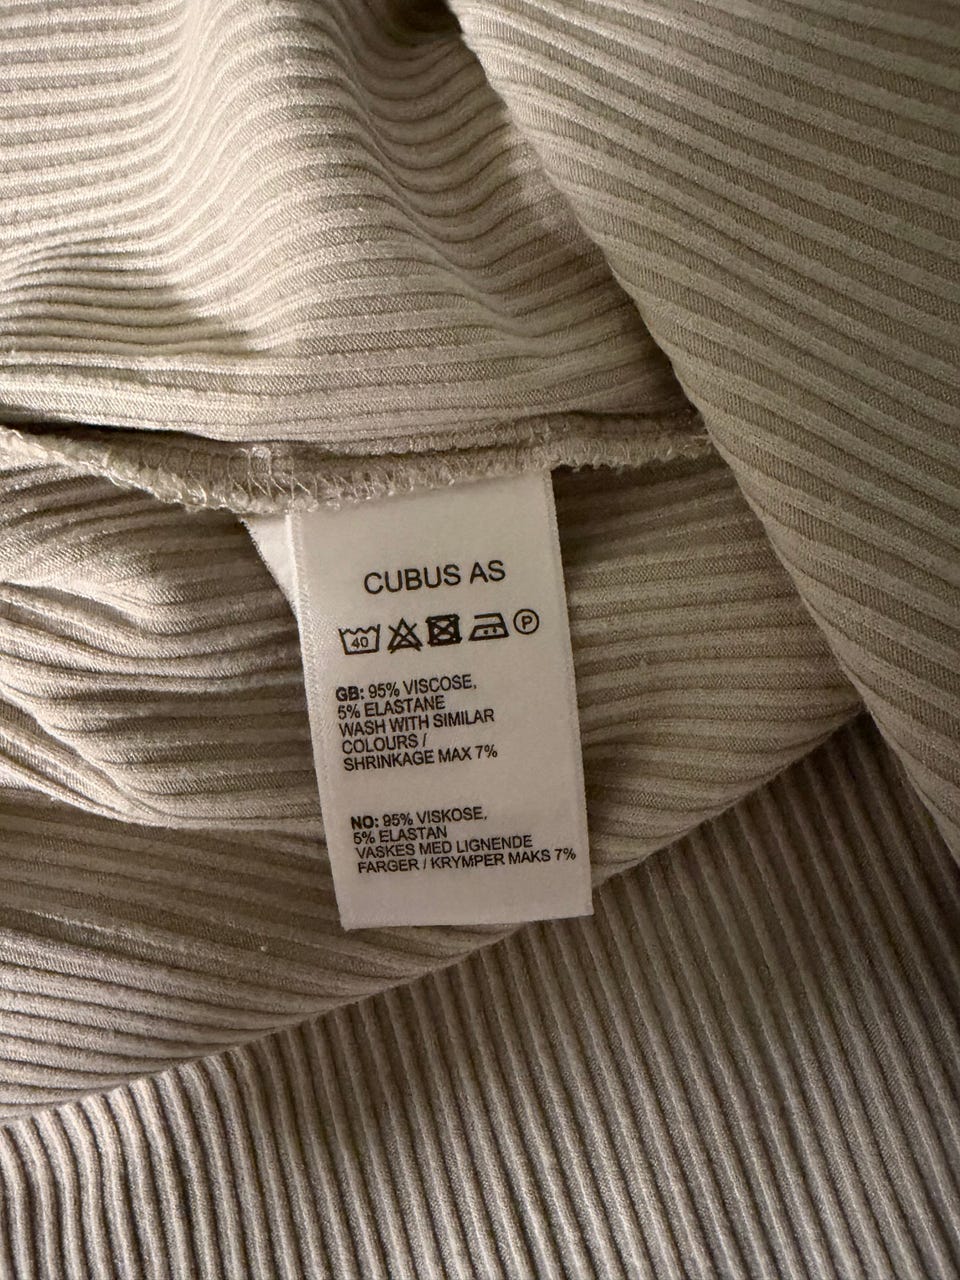 CUBUS AS
40 P
GB: 95% VISCOSE,
5% ELASTANE
WASH WITH SIMILAR
COLOURS /
SHRINKAGE MAX 7%
NO: 95% VISKOSE,
5% ELASTAN
VASKES MED LIGNENDE
FARGER / KRYMPER MAKS 7%